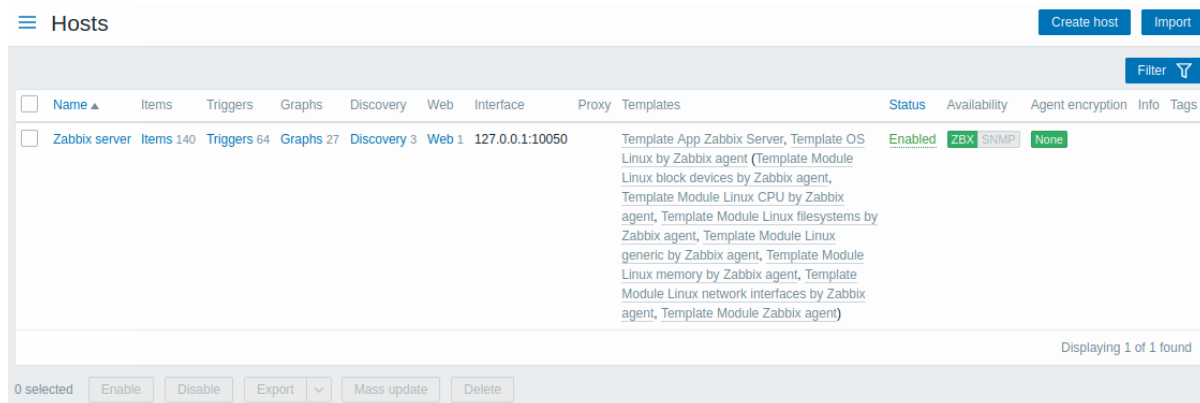 Hosts
Create host
Import
Filter
Name Items Triggers Graphs Discovery Web Interface Proxy Templates Status Availability Agent encryption Info Tags
Zabbix server Items 140 Triggers 64 Graphs 27 Discovery 3 Web 1 127.0.0.1:10050 Template App Zabbix Server, Template OS Enabled ZBX SNMP None
Linux by Zabbix agent (Template Module
Linux block devices by Zabbix agent,
Template Module Linux CPU by Zabbix
agent, Template Module Linux filesystems by
Zabbix agent, Template Module Linux
generic by Zabbix agent, Template Module
Linux memory by Zabbix agent, Template
Module Linux network interfaces by Zabbix
agent, Template Module Zabbix agent)
Displaying 1 of 1 found
0 selected Enable Disable Export Mass update Delete